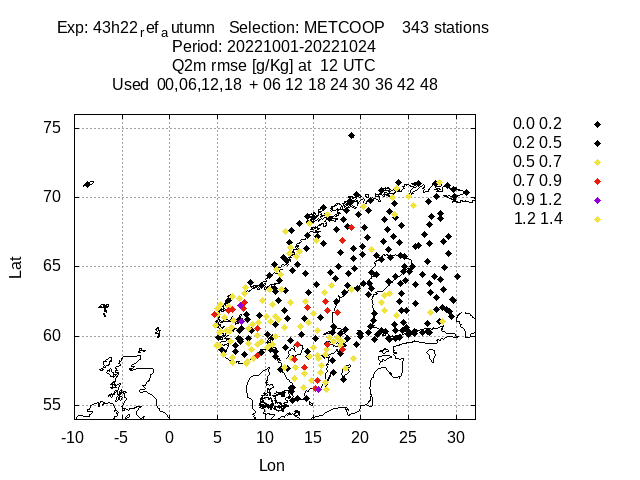 Exp: 43h22ref a utumn Selection: METCOOP 343 stations
Period: 20221001-20221024
Q2m rmse [g/Kg] at 12 UTC
Used 00,06,12,18 + 06 12 18 24 30 36 42 48
0.0 0.2
0.2 0.5
0.5 0.7
0.7 0.9
0.9 1.2
1.2 1.4
75
70
65
60
55
Lat
-10 -5 0 5 10 15 20 25 30
Lon